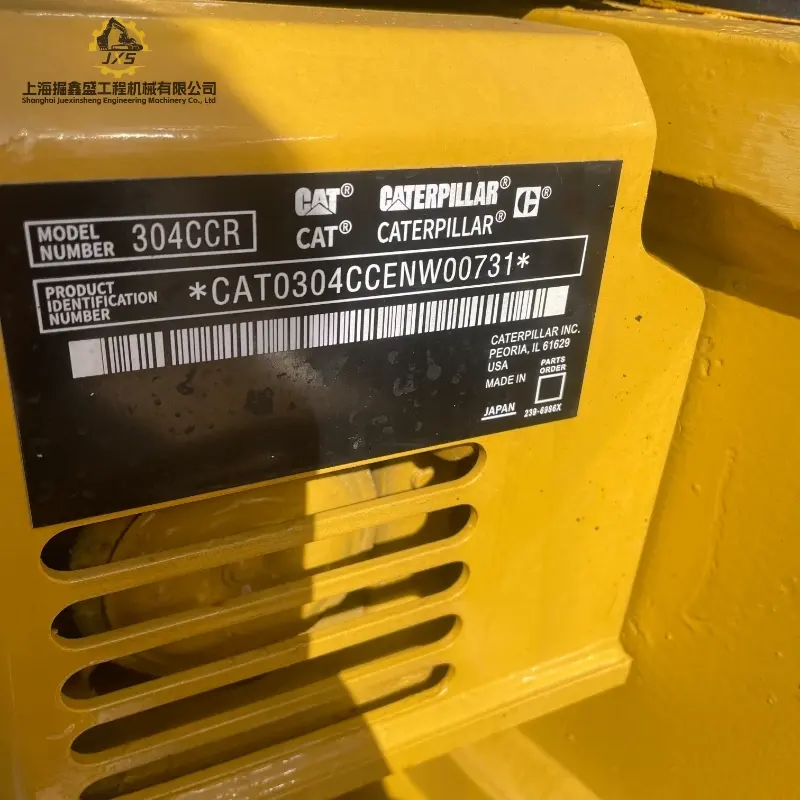 JXS
上海掘鑫盛工程机械有限公司
Shanghai Juexinsheng Engineering Machinery Co., Ltd
CAT® CATERPILLAR® C®
MODEL
NUMBER 304CCR
CAT® CATERPILLAR®
PRODUCT
IDENTIFICATION
NUMBER
*CAT0304CCENW00731*
CATERPILLAR INC.
PEORIA, IL 61629
USA
PARTS
ORDER
MADE IN
JAPAN
239-6986X